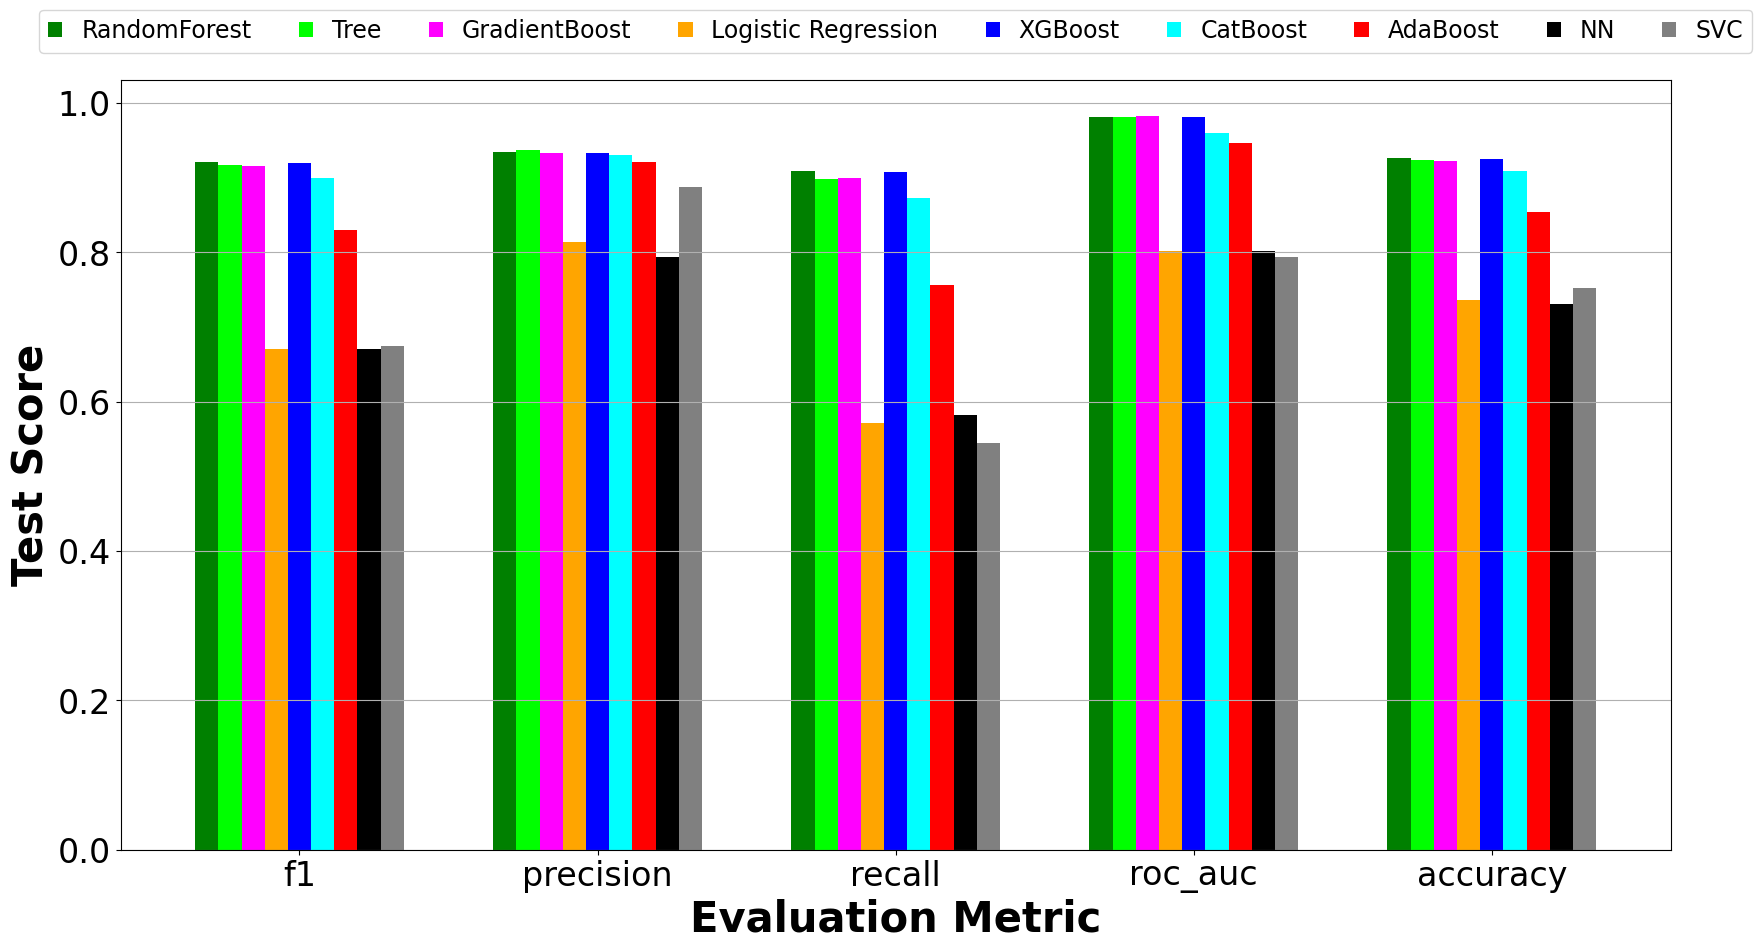 RandomForest Tree GradientBoost Logistic Regression XGBoost CatBoost AdaBoost NN SVC
1.0
0.8
0.6
0.4
0.2
0.0
Test Score
f1 precision recall roc_auc accuracy
Evaluation Metric